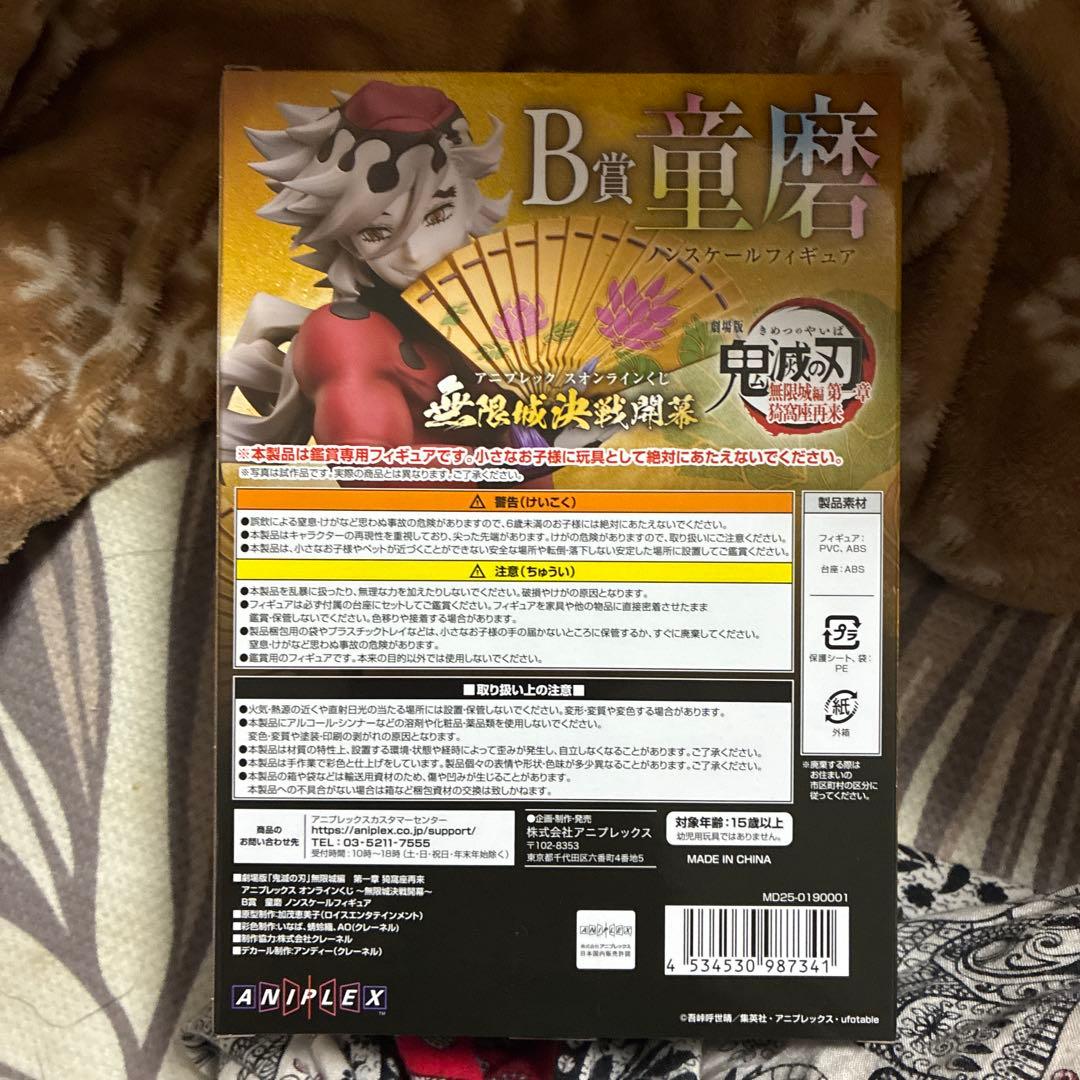 B賞 童磨
ノンスケールフィギュア
劇場版
きめつのやいば
鬼滅の刃
無限城編 第一章
猗窩座再来
アニプレックスオンラインくじ
無限城決戦開幕
※本製品は鑑賞専用フィギュアです。小さなお子様に玩具として絶対にあたえないでください。
※写真は試作品です。実際の商品とは異なります。ご了承ください。
⚠ 警告(けいこく)
●誤飲による窒息・けがなど思わぬ事故の危険がありますので、6歳未満のお子様には絶対にあたえないでください。
●本製品はキャラクターの再現性を重視しており、尖った先端があります。けがの危険がありますので、取り扱いにご注意ください。
●本製品は、小さなお子様やペットが近づくことができない安全な場所や転倒・落下しない安定した場所に設置してご鑑賞ください。
⚠ 注意(ちゅうい)
●本製品を乱暴に扱ったり、無理な力を加えたりしないでください。破損やけがの原因となります。
●フィギュアは必ず付属の台座にセットしてご鑑賞ください。フィギュアを家具や他の物品に直接密着させたまま
鑑賞・保管しないでください。色移りや接着する場合があります。
●製品梱包用の袋やプラスチックトレイなどは、小さなお子様の手の届かないところに保管するか、すぐに廃棄してください。
窒息・けがなど思わぬ事故の危険があります。
●鑑賞用のフィギュアです。本来の目的以外では使用しないでください。
■取り扱い上の注意■
●火気・熱源の近くや直射日光の当たる場所には設置・保管しないでください。変形・変質や変色する場合があります。
●本製品にアルコール・シンナーなどの溶剤や化粧品・薬品類を使用しないでください。
変色・変質や塗装・印刷の剥がれの原因となります。
●本製品は材質の特性上、設置する環境・状態や経時によって歪みが発生し、自立しなくなることがあります。ご了承ください。
●本製品は手作業で彩色と仕上げをしています。製品個々の表情や形状・色味が多少異なることがあります。ご了承ください。
●本製品の箱や袋などは輸送用資材のため、傷や凹みが生じることがあります。
本製品への不具合がない場合は箱など梱包資材の交換は致しかねます。
製品素材
フィギュア:
PVC、ABS
台座:ABS
プラ
保護シート、袋:
PE
紙
外箱
※廃棄する際は
お住まいの
市区町村の区分に
従ってください。
商品の
お問い合わせ先
アニプレックスカスタマーセンター
https://aniplex.co.jp/support/
TEL:03-5211-7555
受付時間:10時〜18時(土・日・祝日・年末年始除く)
●企画・制作・発売
株式会社アニプレックス
〒102-8353
東京都千代田区六番町4番地5
対象年齢:15歳以上
幼児用玩具ではありません。
MADE IN CHINA
■劇場版「鬼滅の刃」無限城編 第一章 猗窩座再来
アニプレックス オンラインくじ 〜無限城決戦開幕〜
B賞 童磨 ノンスケールフィギュア
■原型制作:加茂恵美子(ロイスエンタテインメント)
■彩色制作:いなば、蜻蛉織、AO(クレーネル)
■制作協力:株式会社クレーネル
■デカール制作:アンディー(クレーネル)
ANIPLEX
株式会社アニプレックス
日本国内販売許諾
MD25-0190001
4 534530 987341
ANIPLEX™
©吾峠呼世晴/集英社・アニプレックス・ufotable